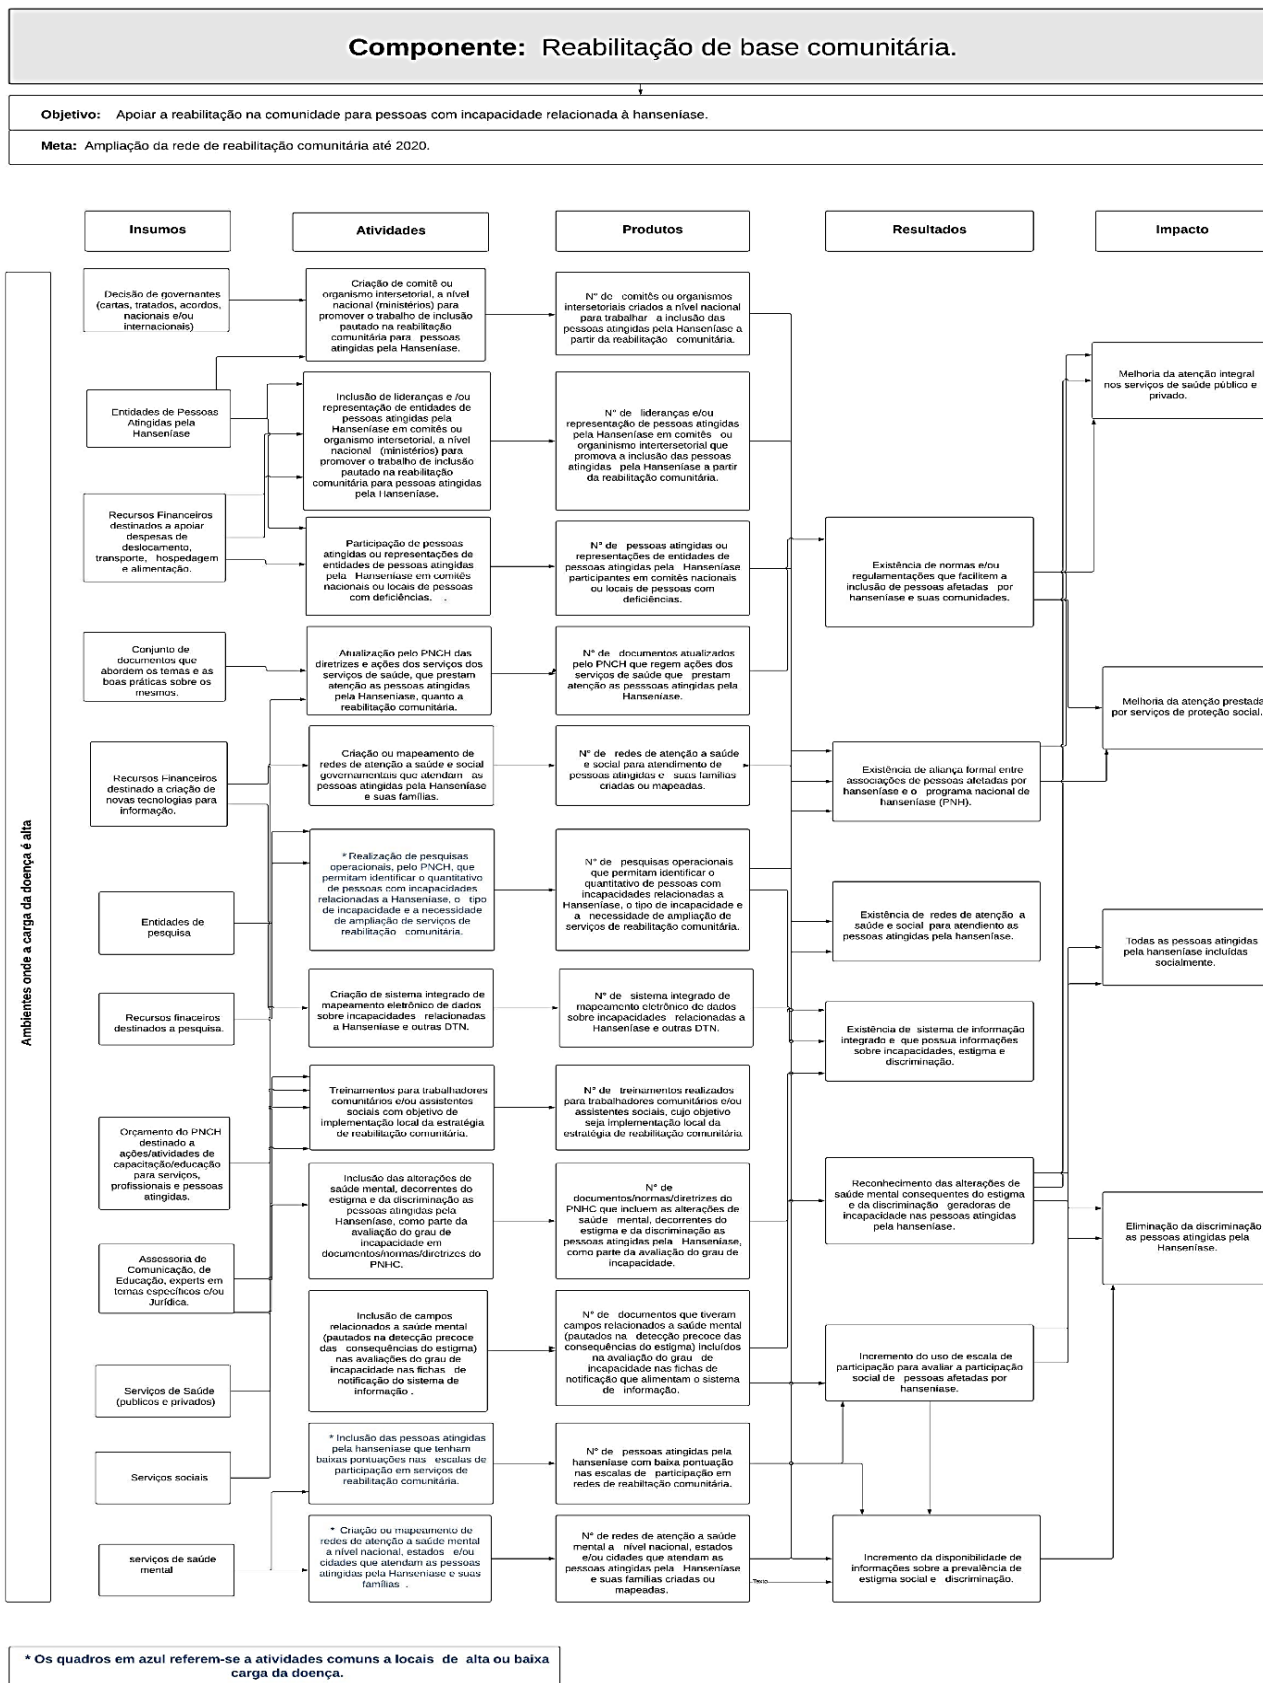 Componente: Reabilitação de base comunitária.
Objetivo: Apoiar a reabilitação na comunidade para pessoas com incapacidade relacionada à hanseníase.
Meta: Ampliação da rede de reabilitação comunitária até 2020.
Insumos
Atividades
Produtos
Resultados
Impacto
Ambientes onde a carga da doença é alta
Decisão de governantes
(cartas, tratados, acordos,
nacionais e/ou
internacionais)
Entidades de Pessoas
Atingidas pela
Hanseníase
Recursos Financeiros
destinados a apoiar
despesas de
deslocamento,
transporte, hospedagem
e alimentação.
Conjunto de
documentos que
abordem os temas e as
boas práticas sobre os
mesmos.
Recursos Financeiros
destinado a criação de
novas tecnologias para
informação.
Entidades de
pesquisa
Recursos finaceiros
destinados a pesquisa.
Orçamento do PNCH
destinado a
ações/atividades de
capacitação/educação
para serviços,
profissionais e pessoas
atingidas.
Assessoria de
Comunicação, de
Educação, experts em
temas específicos e/ou
Jurídica.
Serviços de Saúde
(publicos e privados)
Serviços sociais
serviços de saúde
mental
Criação de comitê ou
organismo intersetorial, a nível
nacional (ministérios) para
promover o trabalho de inclusão
pautado na reabilitação
comunitária para pessoas
atingidas pela Hanseníase.
Inclusão de lideranças e /ou
representação de entidades de
pessoas atingidas pela
Hanseníase em comitês ou
organismo intersetorial, a nível
nacional (ministérios) para
promover o trabalho de inclusão
pautado na reabilitação
comunitária para pessoas atingidas
pela Hanseníase.
Participação de pessoas
atingidas ou representações de
entidades de pessoas atingidas
pela Hanseníase em comitês
nacionais ou locais de pessoas
com deficiências. .
Atualização pelo PNCH das
diretrizes e ações dos serviços dos
serviços de saúde, que prestam
atenção as pessoas atingidas
pela Hanseníase, quanto a
reabilitação comunitária.
Criação ou mapeamento de
redes de atenção a saúde e social
governamentais que atendam as
pessoas atingidas pela Hanseníase
e suas famílias.
* Realização de pesquisas
operacionais, pelo PNCH, que
permitam identificar o quantitativo
de pessoas com incapacidades
relacionadas a Hanseníase, o tipo
de incapacidade e a necessidade
de ampliação de serviços de
reabilitação comunitária.
Criação de sistema integrado de
mapeamento eletrônico de dados
sobre incapacidades relacionadas
a Hanseníase e outras DTN.
Treinamentos para trabalhadores
comunitários e/ou assistentes
sociais com objetivo de
implementação local da estratégia
de reabilitação comunitária.
Inclusão das alterações de
saúde mental, decorrentes do
estigma e da discriminação as
pessoas atingidas pela
Hanseníase, como parte da
avaliação do grau de
incapacidade em
documentos/normas/diretrizes do
PNHC.
Inclusão de campos
relacionados a saúde mental
(pautados na detecção precoce
das consequências do estigma)
nas avaliações do grau de
incapacidade nas fichas de
notificação do sistema de
informação .
* Inclusão das pessoas atingidas
pela hanseníase que tenham
baixas pontuações nas escalas de
participação em serviços de
reabilitação comunitária.
* Criação ou mapeamento de
redes de atenção a saúde mental
a nível nacional, estados e/ou
cidades que atendam as pessoas
atingidas pela Hanseníase e suas
famílias .
N° de comitês ou organismos
intersetoriais criados a nível nacional
para trabalhar a inclusão das
pessoas atingidas pela Hanseníase a
partir da reabilitação comunitária.
N° de lideranças e/ou
representação de pessoas atingidas
pela Hanseníase em comitês ou
organinismo intertersetorial que
promova a inclusão das pessoas
atingidas pela Hanseníase a partir
da reabilitação comunitária.
N° de pessoas atingidas ou
representações de entidades de
pessoas atingidas pela Hanseníase
participantes em comitês nacionais
ou locais de pessoas com
deficiências.
N° de documentos atualizados
pelo PNCH que regem ações dos
serviços de saúde que prestam
atenção as pesssoas atingidas pela
Hanseníase.
N° de redes de atenção a saúde
e social para atendimento de
pessoas atingidas e suas famílias
criadas ou mapeadas.
N° de pesquisas operacionais
que permitam identificar o
quantitativo de pessoas com
incapacidades relacionadas a
Hanseníase, o tipo de incapacidade e
a necessidade de ampliação de
serviços de reabilitação comunitária.
N° de sistema integrado de
mapeamento eletrônico de dados
sobre incapacidades relacionadas a
Hanseníase e outras DTN.
N° de treinamentos realizados
para trabalhadores comunitários e/ou
assistentes sociais, cujo objetivo
seja implementação local da
estratégia de reabilitação comunitária
N° de
documentos/normas/diretrizes do
PNHC que incluem as alterações de
saúde mental, decorrentes do
estigma e da discriminação as
pessoas atingidas pela Hanseníase,
como parte da avaliação do grau de
incapacidade.
N° de documentos que tiveram
campos relacionados a saúde mental
(pautados na detecção precoce das
consequências do estigma) incluídos
na avaliação do grau de
incapacidade nas fichas de
notificação que alimentam o sistema
de informação.
N° de pessoas atingidas pela
hanseníase com baixa pontuação
nas escalas de participação em
redes de reabiltação comunitária.
N° de redes de atenção a saúde
mental a nível nacional, estados
e/ou cidades que atendam as
pessoas atingidas pela Hanseníase
e suas famílias criadas ou
mapeadas.
Texto
Existência de normas e/ou
regulamentações que facilitem a
inclusão de pessoas afetadas por
hanseníase e suas comunidades.
Existência de aliança formal entre
associações de pessoas afetadas por
hanseníase e o programa nacional de
hanseníase (PNH).
Existência de redes de atenção a
saúde e social para atendiento as
pessoas atingidas pela hanseníase.
Existência de sistema de informação
integrado e que possua informações
sobre incapacidades, estigma e
discriminação.
Reconhecimento das alterações de
saúde mental consequentes do estigma
e da discriminação geradoras de
incapacidade nas pessoas atingidas
pela hanseníase.
Incremento do uso de escala de
participação para avaliar a participação
social de pessoas afetadas por
hanseníase.
Incremento da disponibilidade de
informações sobre a prevalência de
estigma social e discriminação.
Melhoria da atenção integral
nos serviços de saúde público e
privado.
Melhoria da atenção prestada
por serviços de proteção social.
Todas as pessoas atingidas
pela hanseníase incluídas
socialmente.
Eliminação da discriminação
as pessoas atingidas pela
Hanseníase.
* Os quadros em azul referem-se a atividades comuns a locais de alta ou baixa
carga da doença.